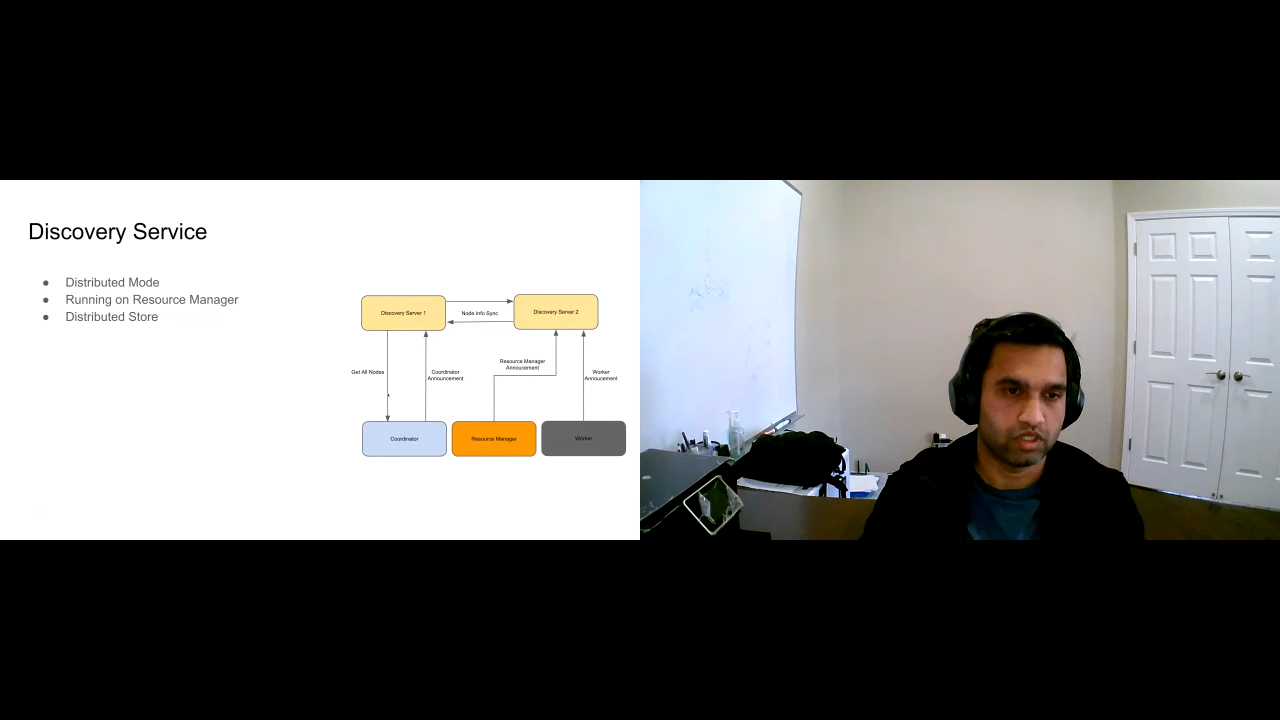 Discovery Service
● Distributed Mode
● Running on Resource Manager
● Distributed Store
Discovery Server 1
Node Info Sync
Discovery Server 2
Get All Nodes
Coordinator
Announcement
Resource Manager
Annoucement
Worker
Annoucement
Coordinator
Resource Manager
Worker